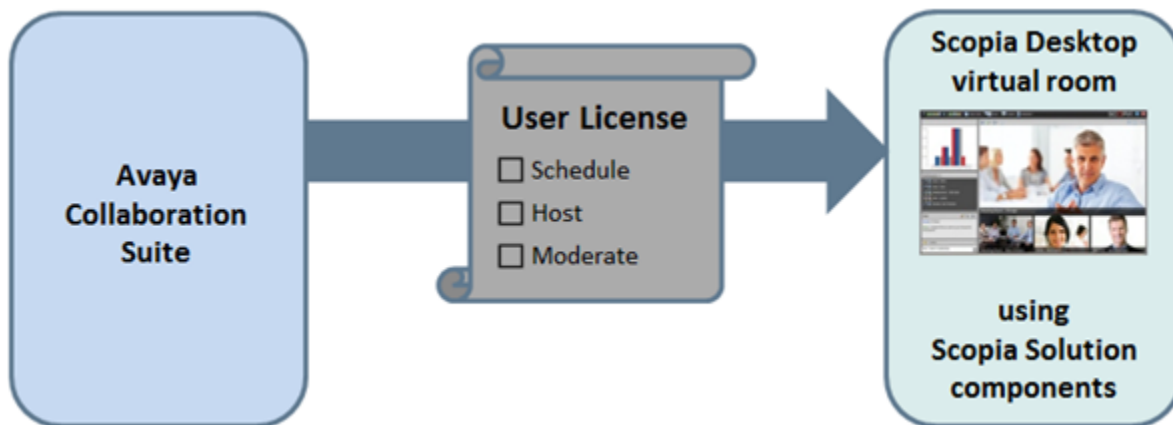 Avaya
Collaboration
Suite
User License
Schedule
Host
Moderate
Scopia Desktop
virtual room
using
Scopia Solution
components